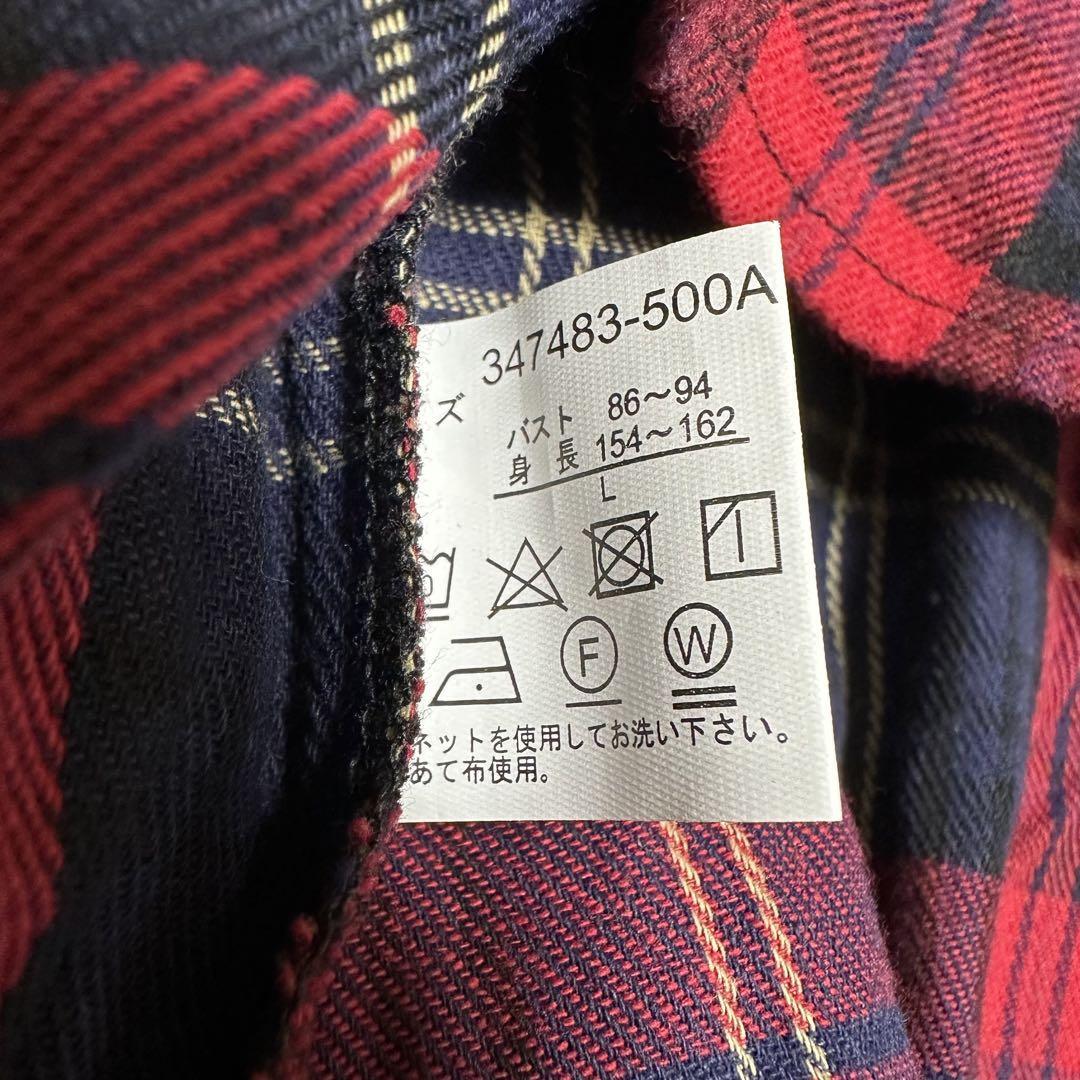 347483-500A
ズ
バスト 86～94
身 長 154～162
L
F
W
ネットを使用してお洗い下さい。
あて布使用。